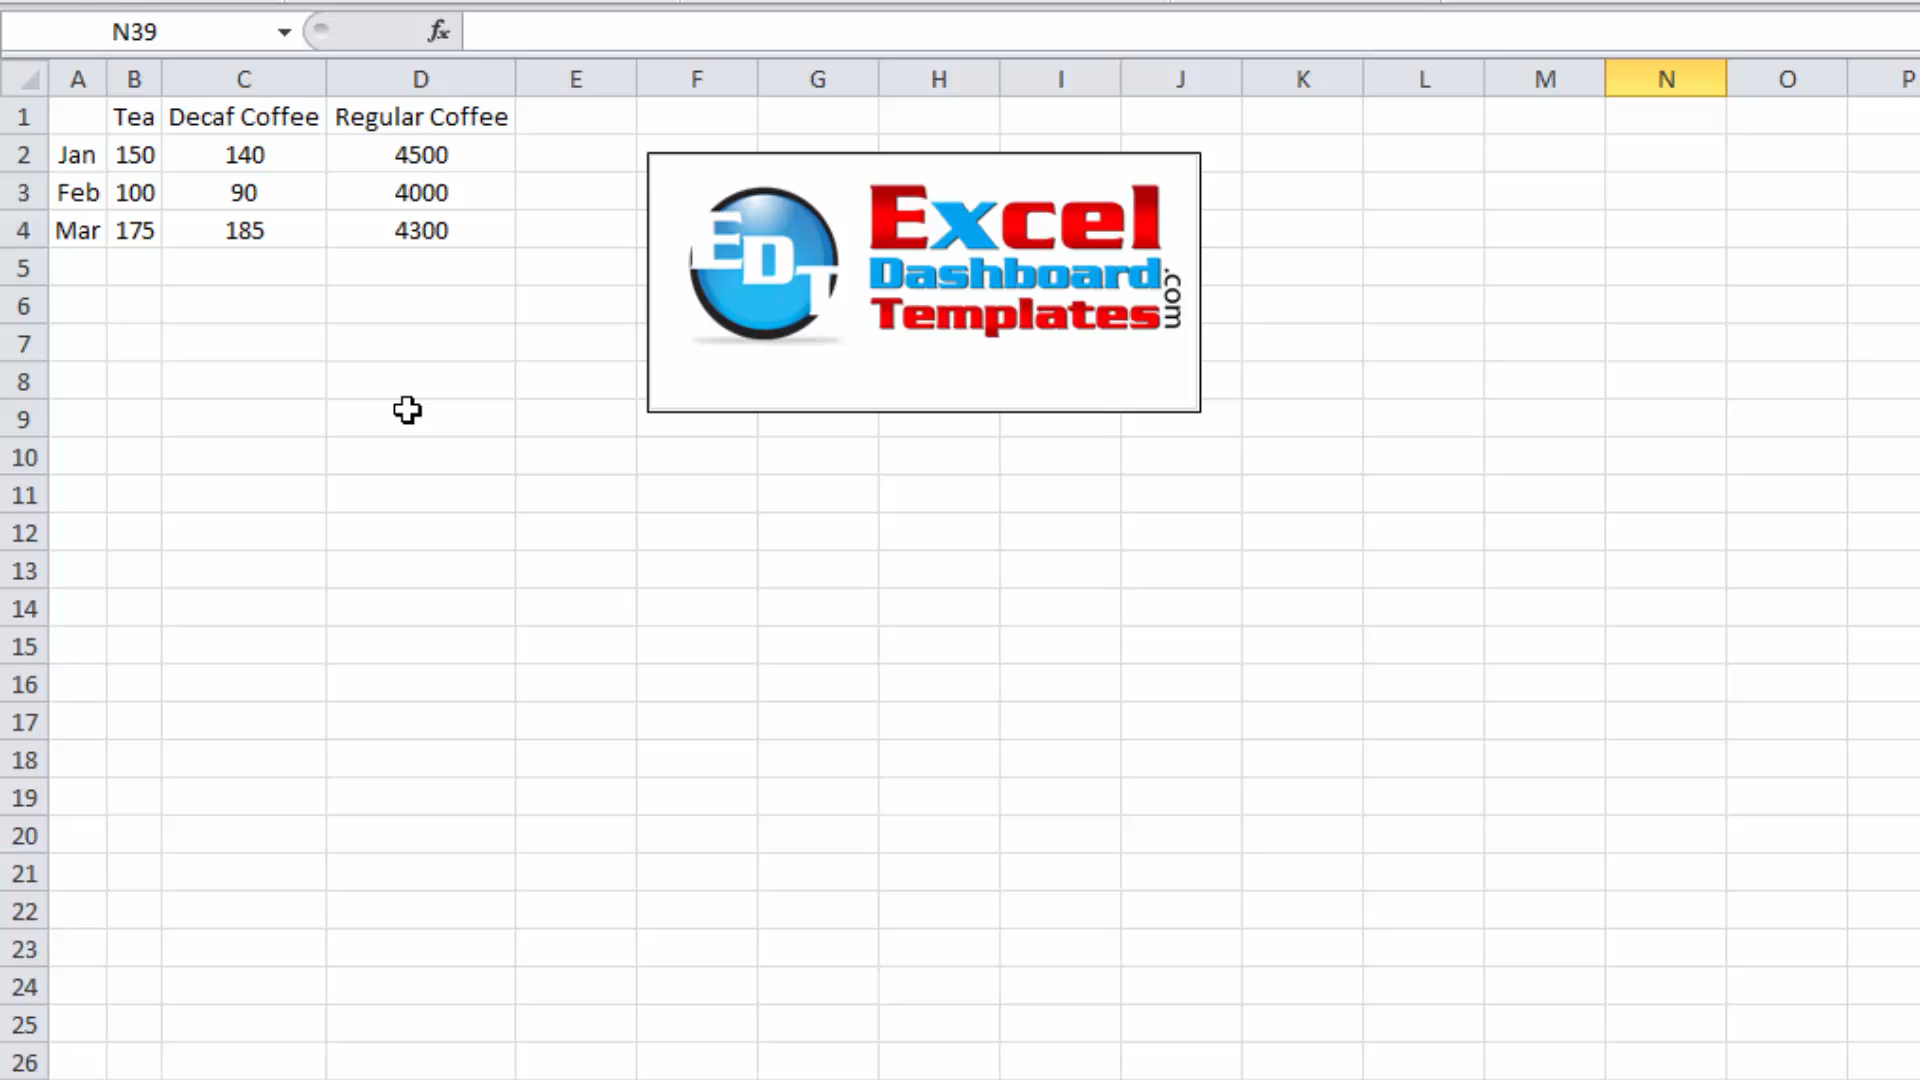 N39 fx
A B C D E F G H I J K L M N O P
1 Tea Decaf Coffee Regular Coffee
2 Jan 150 140 4500
3 Feb 100 90 4000
4 Mar 175 185 4300
5
6
7
8
9
10
11
12
13
14
15
16
17
18
19
20
21
22
23
24
25
26
EDT
Excel
Dashboard
Templates
.com